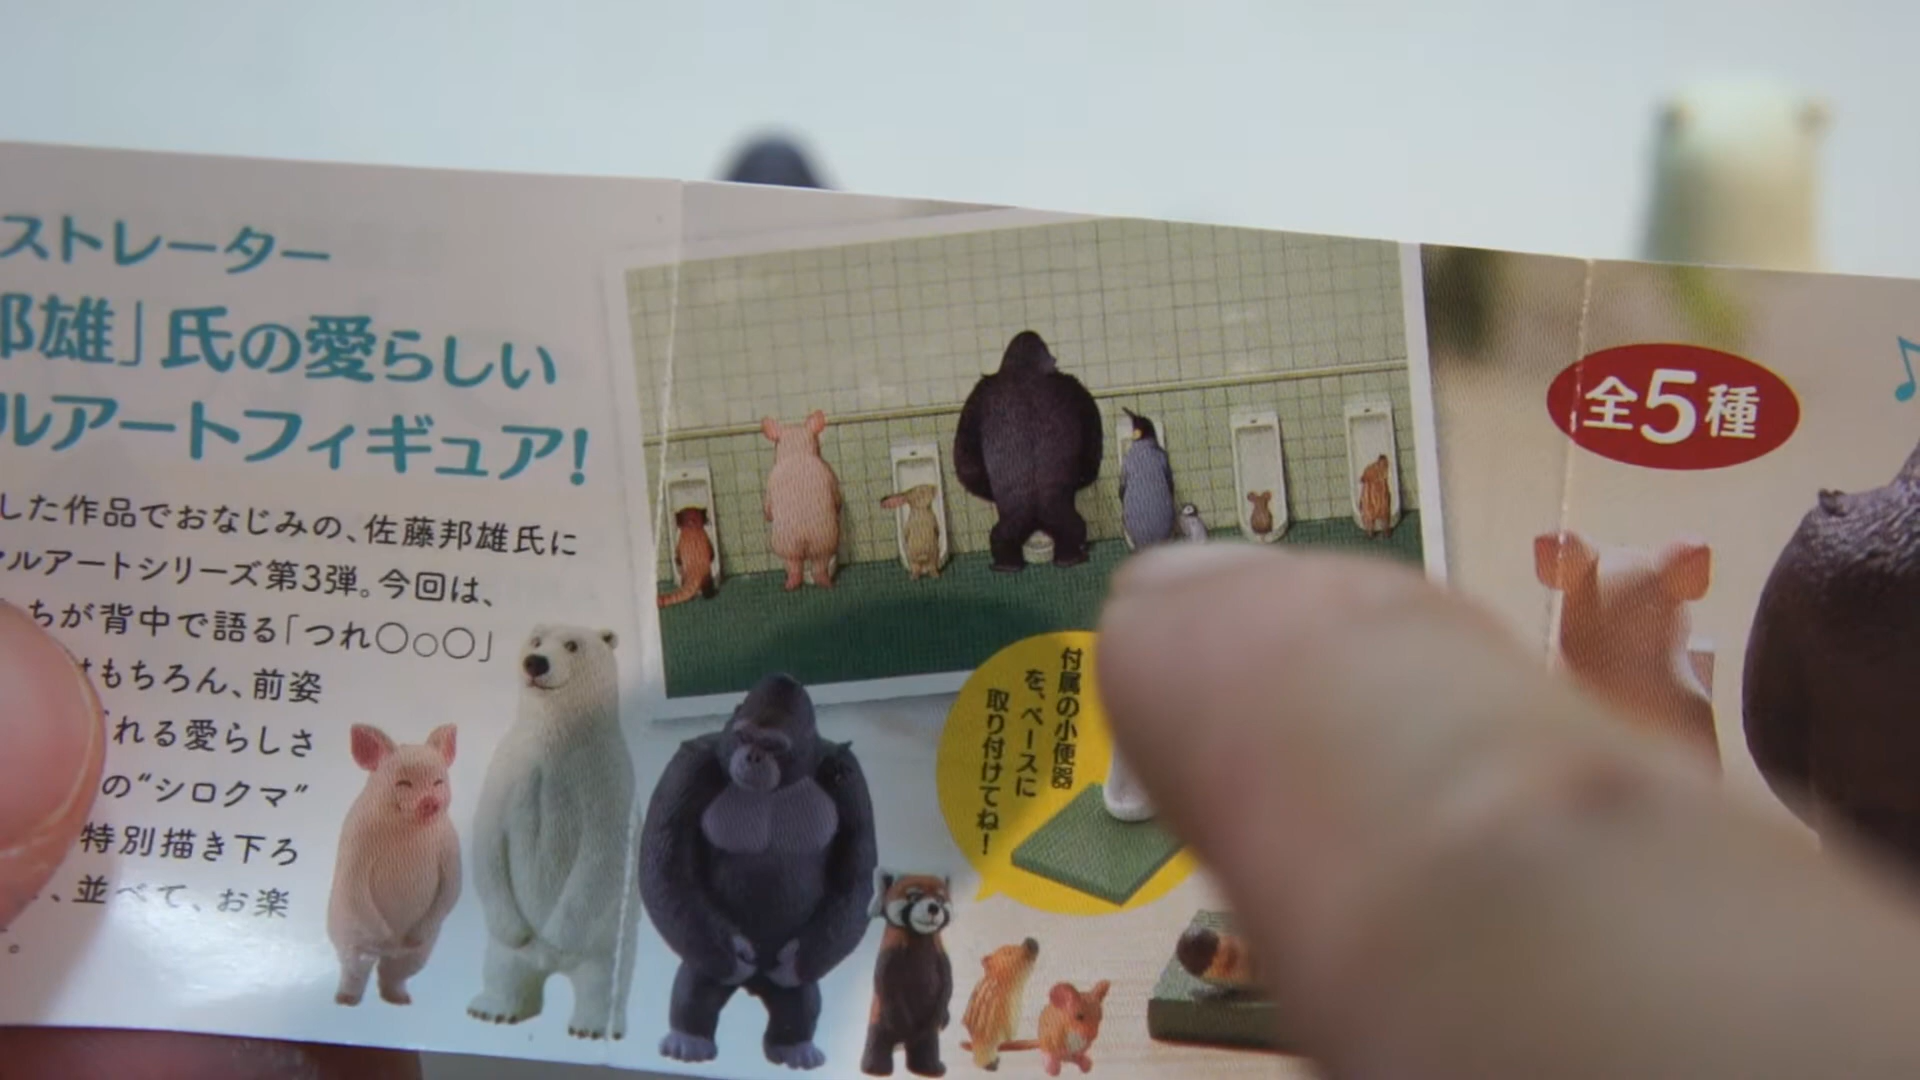 ストレーター
邦雄」氏の愛らしい
ルアートフィギュア!
した作品でおなじみの、佐藤邦雄氏に
マルアートシリーズ第3弾。今回は、
ちが背中で語る「つれ〇○〇」
はもちろん、前姿
れる愛らしさ
の“シロクマ”
特別描き下ろ
、並べて、お楽
。
付属の小便器
を、ベースに
取り付けてね!
全5種